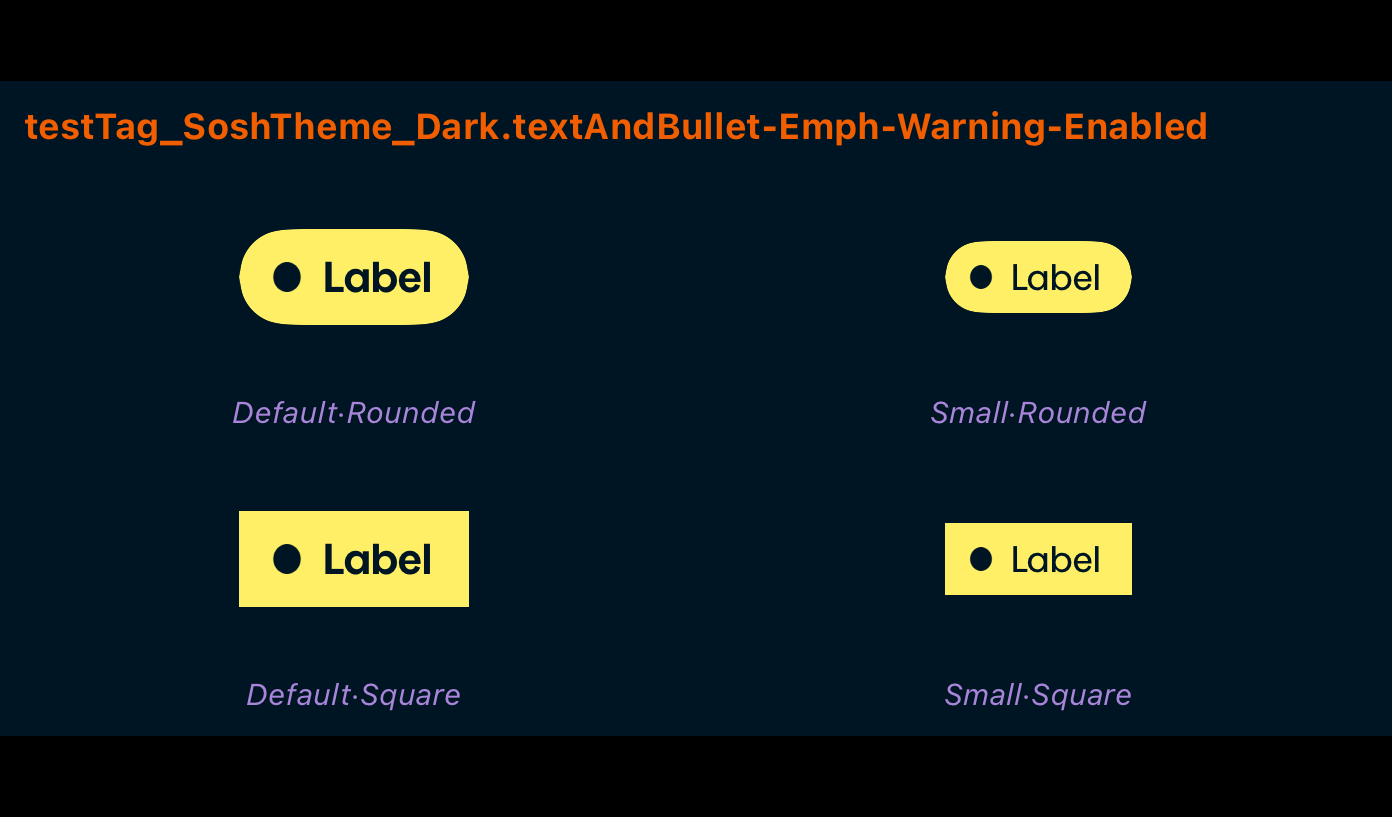 testTag_SoshTheme_Dark.textAndBullet-Emph-Warning-Enabled
Label
Label
Default·Rounded
Small·Rounded
Label
Label
Default·Square
Small·Square